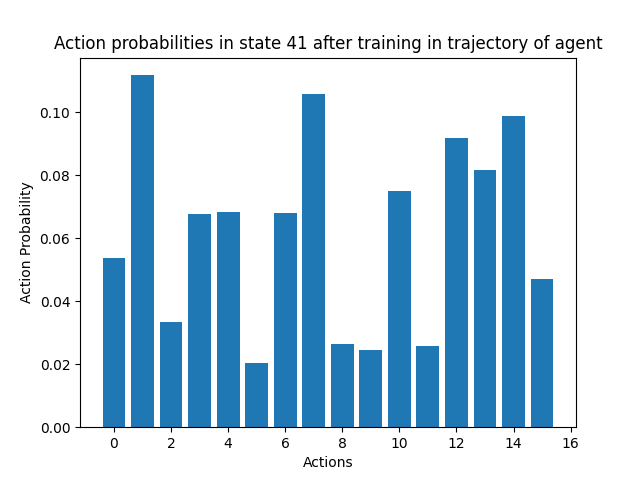 Action probabilities in state 41 after training in trajectory of agent
0.10
0.08
0.06
0.04
0.02
0.00
Action Probability
0 2 4 6 8 10 12 14 16
Actions